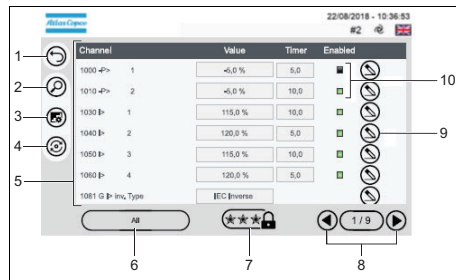 Atlas Copco
22/08/2018 - 10:36:53
#2
Channel Value Timer Enabled
1000 -P> 1 -5,0 % 5,0
1010 -P> 2 -5,0 % 10,0
1030 I> 1 115,0 % 10,0
1040 I> 2 120,0 % 5,0
1050 I> 3 115,0 % 10,0
1060 I> 4 120,0 % 5,0
1081 G I> inv, Type IEC Inverse
All
1 / 9
1
2
3
4
5
6
7
8
9
10